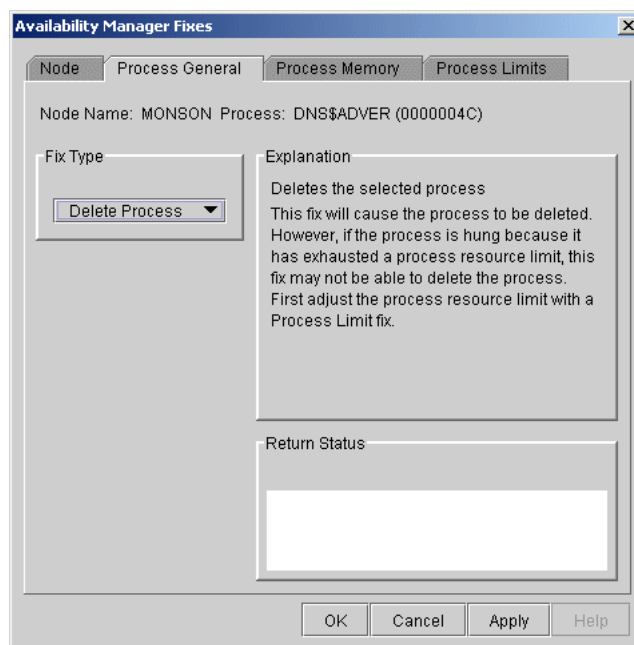 Availability Manager Fixes
Node
Process General
Process Memory
Process Limits
Node Name: MONSON Process: DNS$ADVER (0000004C)
Fix Type
Delete Process
Explanation
Deletes the selected process
This fix will cause the process to be deleted.
However, if the process is hung because it
has exhausted a process resource limit, this
fix may not be able to delete the process.
First adjust the process resource limit with a
Process Limit fix.
Return Status
OK
Cancel
Apply
Help